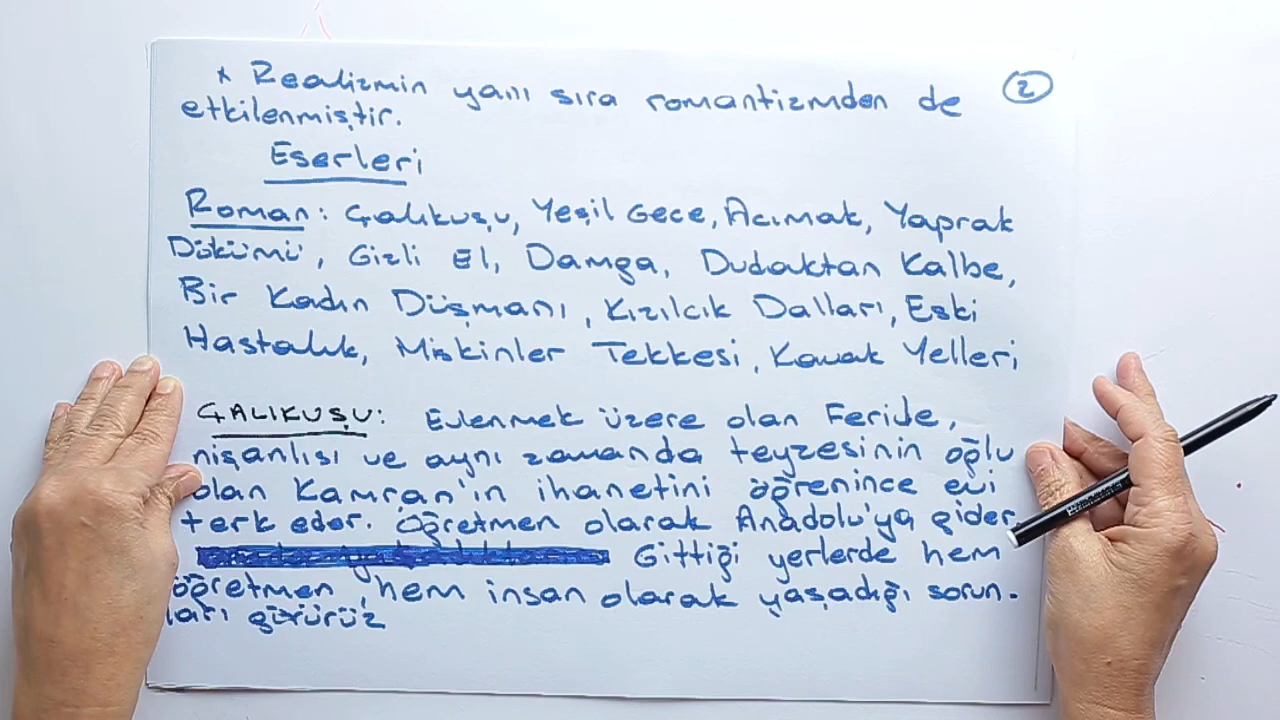 * Realizmin yanı sıra romantizmden de
②
etkilenmiştir.
Eserleri
Roman: Çalıkuşu, Yeşil Gece, Acımak, Yaprak
Dökümü, Gizli El, Damga, Dudaktan Kalbe,
Bir Kadın Düşmanı, Kızılcık Dalları, Eski
Hastalık, Miskinler Tekkesi, Kavak Yelleri,
ÇALIKUŞU: Evlenmek üzere olan Feride,
nişanlısı ve aynı zamanda teyzesinin oğlu
olan Kamran'ın ihanetini öğrenince evi
terk eder. Öğretmen olarak Anadolu'ya gider
Gittiği yerlerde hem
öğretmen, hem insan olarak yaşadığı sorun-
ları görürüz